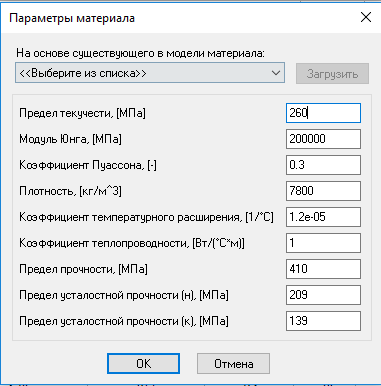 Параметры материала
На основе существующего в модели материала:
<<Выберите из списка>>
Загрузить
Предел текучести, [МПа] 260
Модуль Юнга, [МПа] 200000
Коэффициент Пуассона, [-] 0.3
Плотность, [кг/м^3] 7800
Коэффициент температурного расширения, [1/°C] 1.2e-05
Коэффициент теплопроводности, [Вт/(°C*м)] 1
Предел прочности, [МПа] 410
Предел усталостной прочности (н), [МПа] 209
Предел усталостной прочности (к), [МПа] 139
OK
Отмена